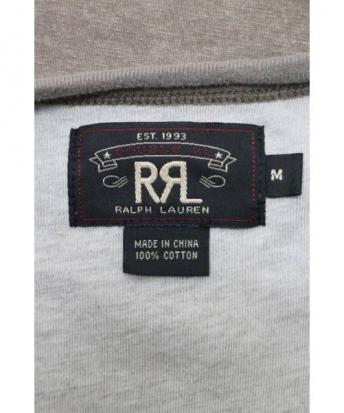 EST. 1993
DOUBLE RL
RRL
RALPH LAUREN
M
MADE IN CHINA
100% COTTON